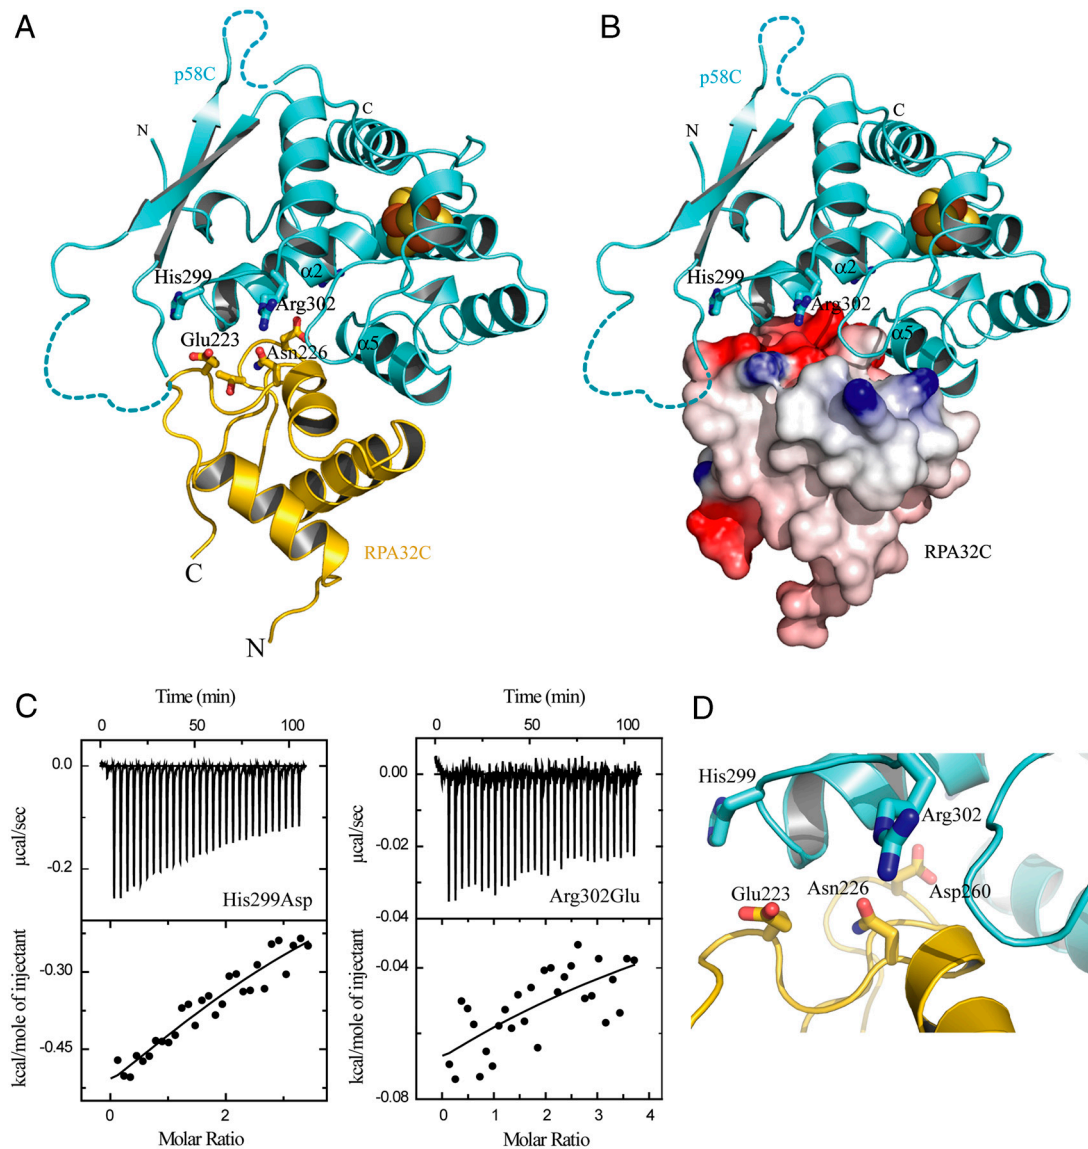 A
p58C
N
C
His299
α2
Arg302
Glu223
Asn226
α5
RPA32C
C
N
B
p58C
N
C
His299
α2
Arg302
α5
RPA32C
C
Time (min)
0 50 100
0.0
-0.2
μcal/sec
His299Asp
-0.30
-0.45
kcal/mole of injectant
0 2
Molar Ratio
Time (min)
0 50 100
0.00
-0.02
-0.04
μcal/sec
Arg302Glu
-0.04
-0.08
kcal/mole of injectant
0 1 2 3 4
Molar Ratio
D
His299
Arg302
Glu223
Asn226
Asp260